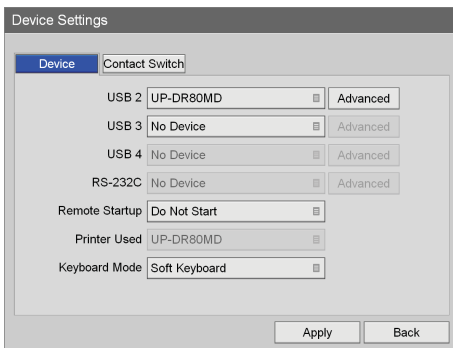 Device Settings
Device Contact Switch
USB 2 UP-DR80MD Advanced
USB 3 No Device Advanced
USB 4 No Device Advanced
RS-232C No Device Advanced
Remote Startup Do Not Start
Printer Used UP-DR80MD
Keyboard Mode Soft Keyboard
Apply Back